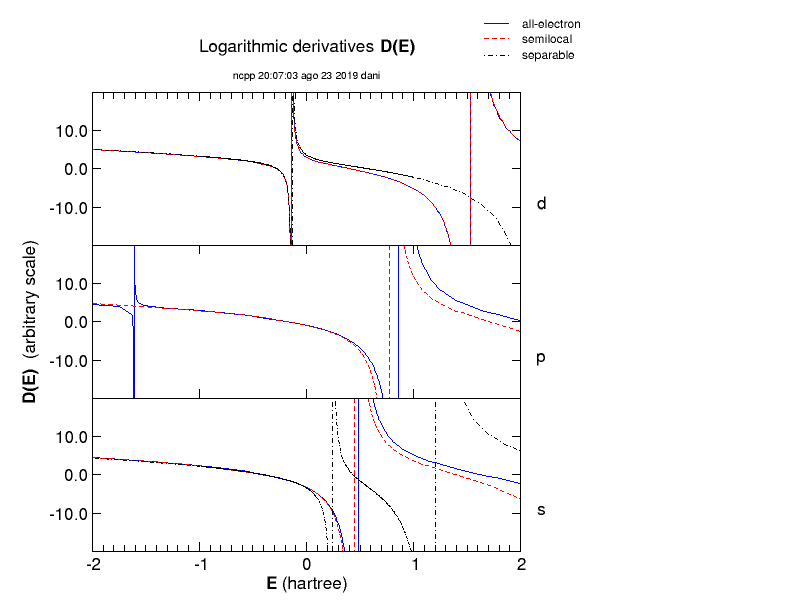 all-electron
semilocal
separable
Logarithmic derivatives D(E)
ncpp 20:07:03 ago 23 2019 dani
10.0
0.0
-10.0
d
10.0
0.0
-10.0
p
10.0
0.0
-10.0
s
D(E) (arbitrary scale)
-2 -1 0 1 2
E (hartree)